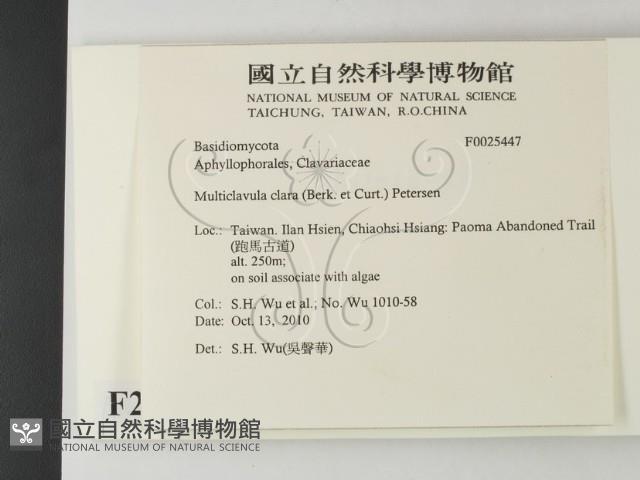 國立自然科學博物館
NATIONAL MUSEUM OF NATURAL SCIENCE
TAICHUNG, TAIWAN, R.O.CHINA
Basidiomycota F0025447
Aphyllophorales, Clavariaceae
Multiclavula clara (Berk. et Curt.) Petersen
Loc.: Taiwan. Ilan Hsien, Chiaohsi Hsiang: Paoma Abandoned Trail
(跑馬古道)
alt. 250m;
on soil associate with algae
Col.: S.H. Wu et al.; No. Wu 1010-58
Date: Oct. 13, 2010
Det.: S.H. Wu(吳聲華)
F2
國立自然科學博物館
NATIONAL MUSEUM OF NATURAL SCIENCE